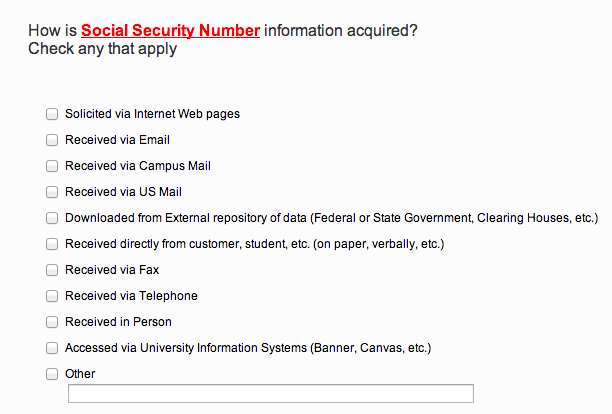 How is Social Security Number information acquired?
Check any that apply
Solicited via Internet Web pages
Received via Email
Received via Campus Mail
Received via US Mail
Downloaded from External repository of data (Federal or State Government, Clearing Houses, etc.)
Received directly from customer, student, etc. (on paper, verbally, etc.)
Received via Fax
Received via Telephone
Received in Person
Accessed via University Information Systems (Banner, Canvas, etc.)
Other